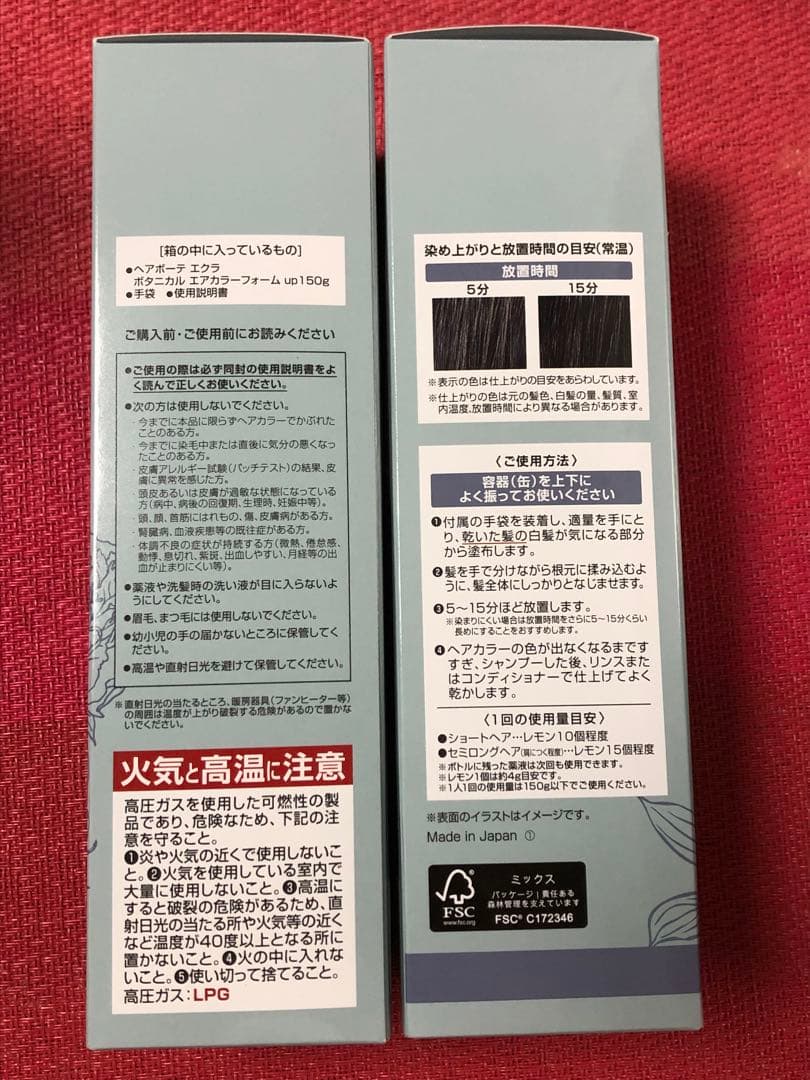 [箱の中に入っているもの]
●ヘアボーテ エクラ
ボタニカル エアカラーフォーム up150g
●手袋 ●使用説明書
ご購入前・ご使用前にお読みください
●ご使用の際は必ず同封の使用説明書をよ
く読んで正しくお使いください。
●次の方は使用しないでください。
・今までに本品に限らずヘアカラーでかぶれた
ことのある方。
・今までに染毛中または直後に気分の悪くなっ
たことのある方。
・皮膚アレルギー試験(パッチテスト)の結果、皮
膚に異常を感じた方。
・頭皮あるいは皮膚が過敏な状態になっている
方(病中、病後の回復期、生理時、妊娠中等)。
・頭、顔、首筋にはれもの、傷、皮膚病がある方。
・腎臓病、血液疾患等の既往症がある方。
・体調不良の症状が持続する方(微熱、倦怠感、
動悸、息切れ、紫斑、出血しやすい、月経等の出
血が止まりにくい等)。
●薬液や洗髪時の洗い液が目に入らないよ
うにしてください。
●眉毛、まつ毛には使用しないでください。
●幼小児の手の届かないところに保管してく
ださい。
●高温や直射日光を避けて保管してください。
※直射日光の当たるところ、暖房器具(ファンヒーター等)
の周囲は温度が上がり破裂する危険があるので置かな
いでください。
火気と高温に注意
高圧ガスを使用した可燃性の製
品であり、危険なため、下記の注
意を守ること。
❶炎や火気の近くで使用しないこ
と。❷火気を使用している室内で
大量に使用しないこと。❸高温に
すると破裂の危険があるため、直
射日光の当たる所や火気等の近く
など温度が40度以上となる所に
置かないこと。❹火の中に入れな
いこと。❺使い切って捨てること。
高圧ガス：LPG
染め上がりと放置時間の目安(常温)
放置時間
5分 15分
※表示の色は仕上がりの目安をあらわしています。
※仕上がりの色は元の髪色、白髪の量、髪質、室
内温度、放置時間により異なる場合があります。
〈ご使用方法〉
容器(缶)を上下に
よく振ってお使いください
❶付属の手袋を装着し、適量を手にと
り、乾いた髪の白髪が気になる部分
から塗布します。
❷髪を手で分けながら根元に揉み込むよ
うに、髪全体にしっかりとなじませます。
❸5〜15分ほど放置します。
※染まりにくい場合は放置時間をさらに5〜15分くらい
長めにすることをおすすめします。
❹ヘアカラーの色が出なくなるまです
すぎ、シャンプーした後、リンスまた
はコンディショナーで仕上げてよく
乾かします。
〈1回の使用量目安〉
●ショートヘア…レモン10個程度
●セミロングヘア(肩につく程度)…レモン15個程度
※ボトルに残った薬液は次回も使用できます。
※レモン1個は約4g目安です。
※1人1回の使用量は150g以下でご使用ください。
※表面のイラストはイメージです。
Made in Japan ①
FSC
www.fsc.org
ミックス
パッケージ｜責任ある
森林管理を支えています
FSC® C172346